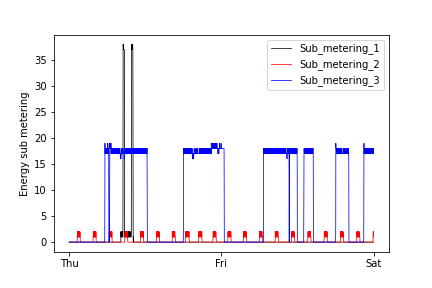 Sub_metering_1
Sub_metering_2
Sub_metering_3
Energy sub metering
35
30
25
20
15
10
5
0
Thu Fri Sat